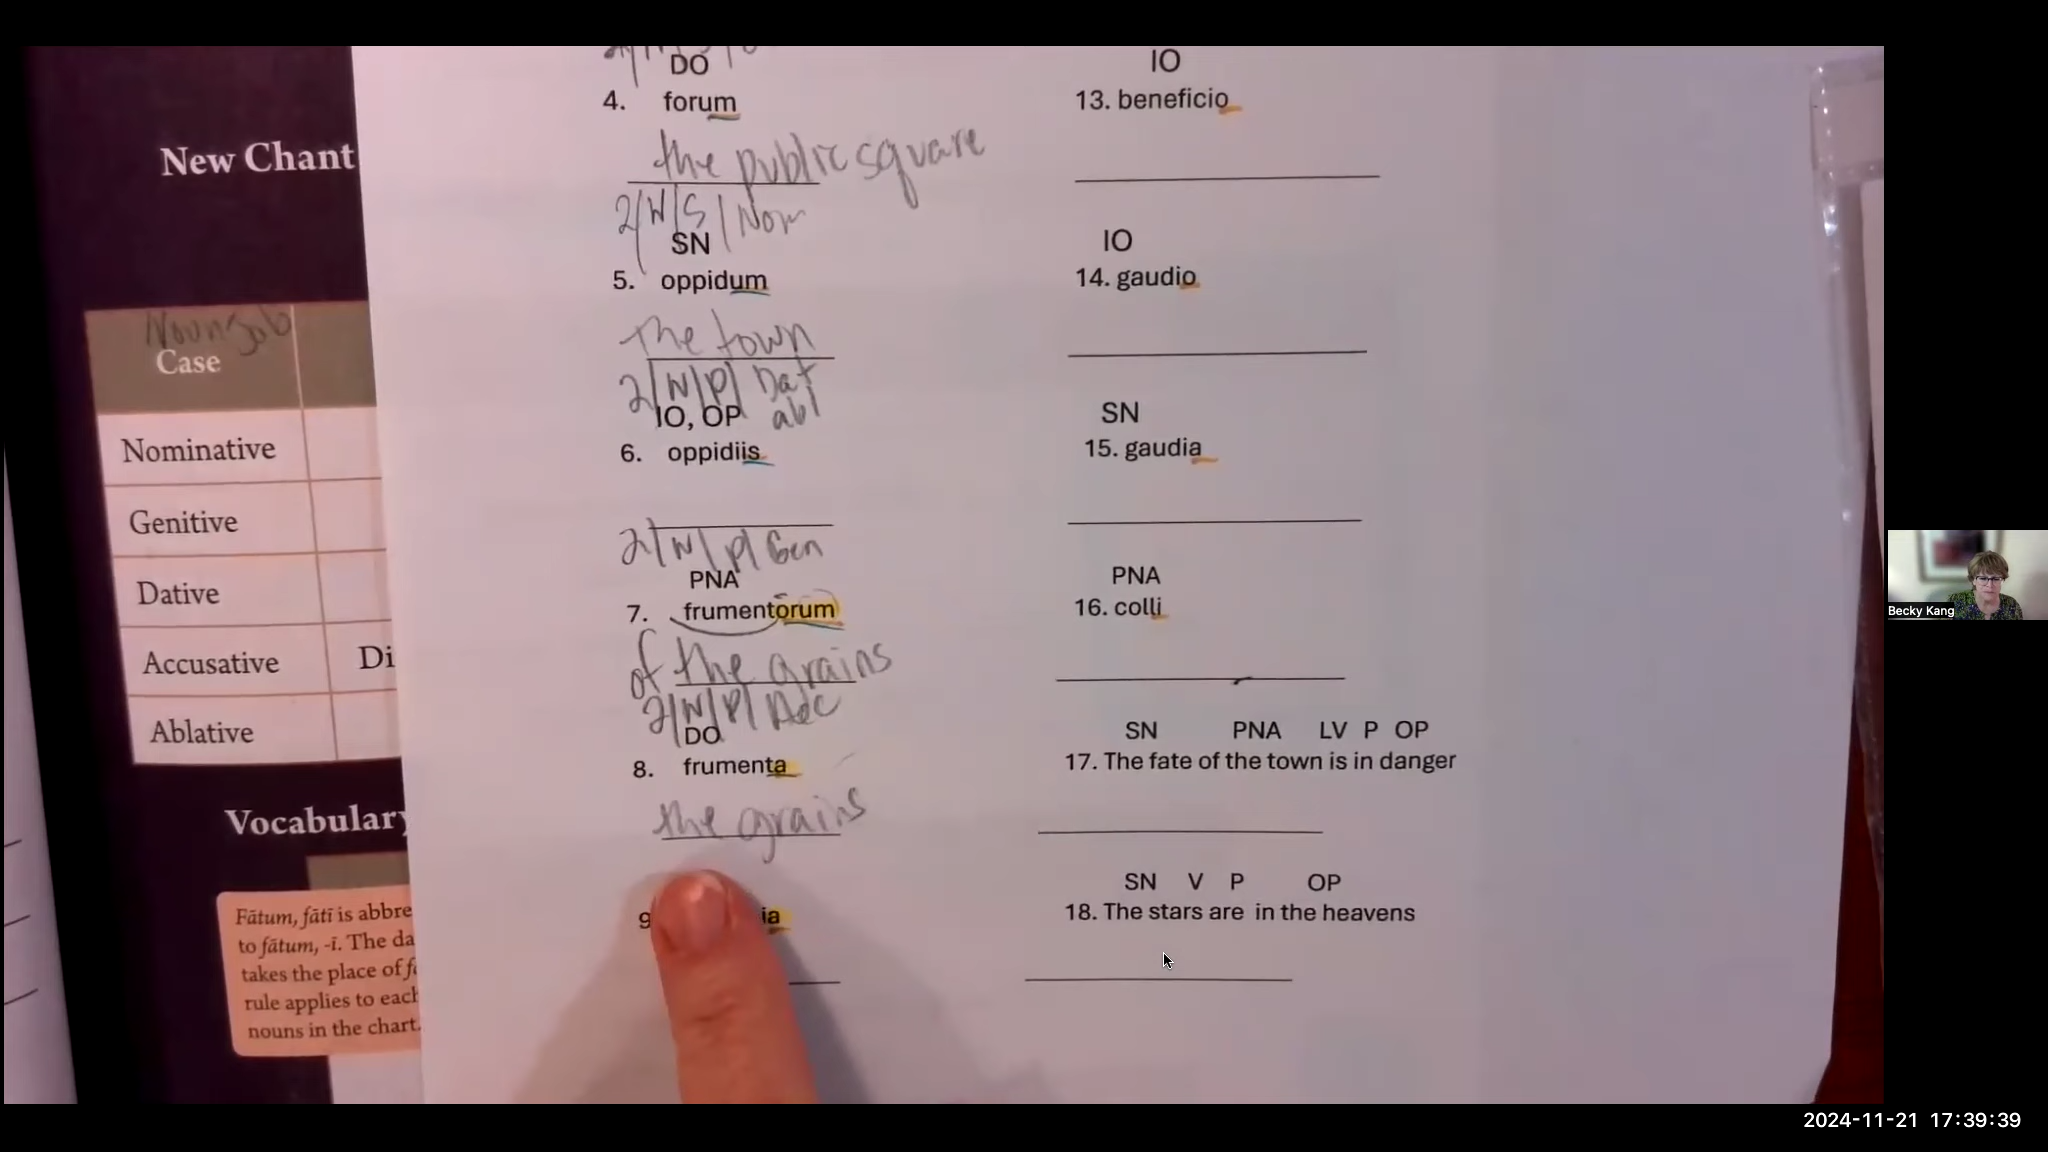 New Chant
Noun Job
Case
Nominative
Genitive
Dative
Accusative Di
Ablative
Vocabulary
Fātum, fātī is abbre
to fātum, -ī. The da
takes the place of f
rule applies to each
nouns in the chart.
DO
4. forum
the public square
2/N/S/Nom
SN
5. oppidum
The town
2/N/P/ Dat
abl
IO, OP
6. oppidiis
2/N/P/Gen
PNA
7. frumentorum
of the grains
2/N/P/Acc
DO
8. frumenta
the grains
9 ia
IO
13. beneficio
IO
14. gaudio
SN
15. gaudia
PNA
16. colli
SN PNA LV P OP
17. The fate of the town is in danger
SN V P OP
18. The stars are in the heavens
Becky Kang
2024-11-21 17:39:39